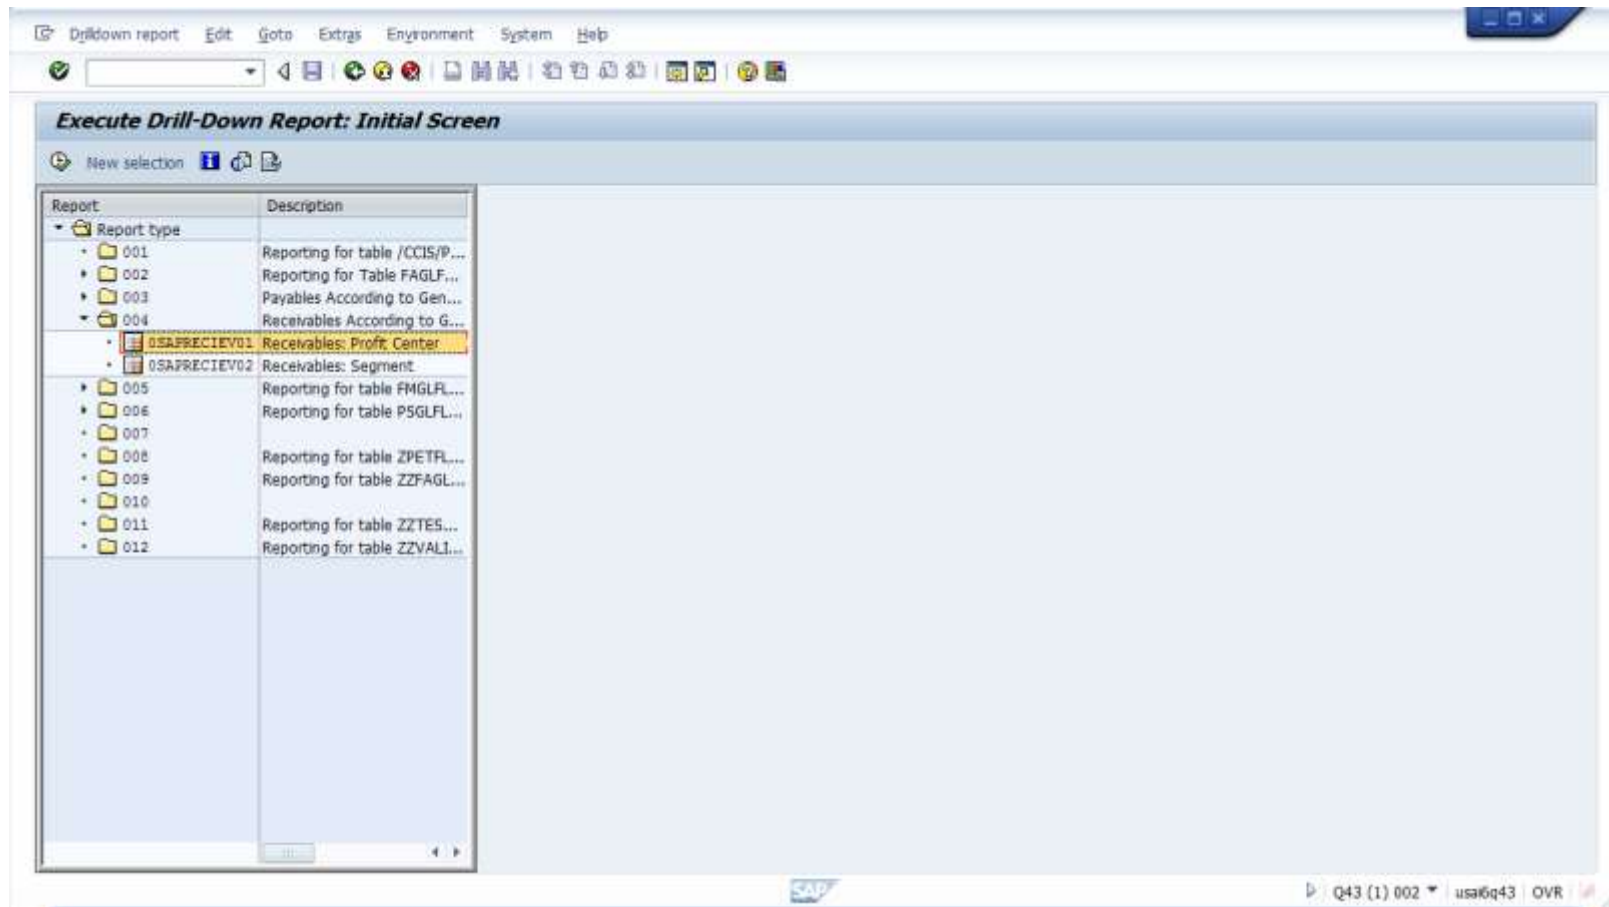 Drilldown report Edit Goto Extras Environment System Help
Execute Drill-Down Report: Initial Screen
New selection
Report Description
Report type
001 Reporting for table /CCIS/P...
002 Reporting for Table FAGLF...
003 Payables According to Gen...
004 Receivables According to G...
0SAPRECIEV01 Receivables: Profit Center
0SAPRECIEV02 Receivables: Segment
005 Reporting for table FMGLFL...
006 Reporting for table PSGLFL...
007
008 Reporting for table ZPETFL...
009 Reporting for table ZZFAGL...
010
011 Reporting for table ZZTES...
012 Reporting for table ZZVALI...
SAP Q43 (1) 002 usai6q43 OVR